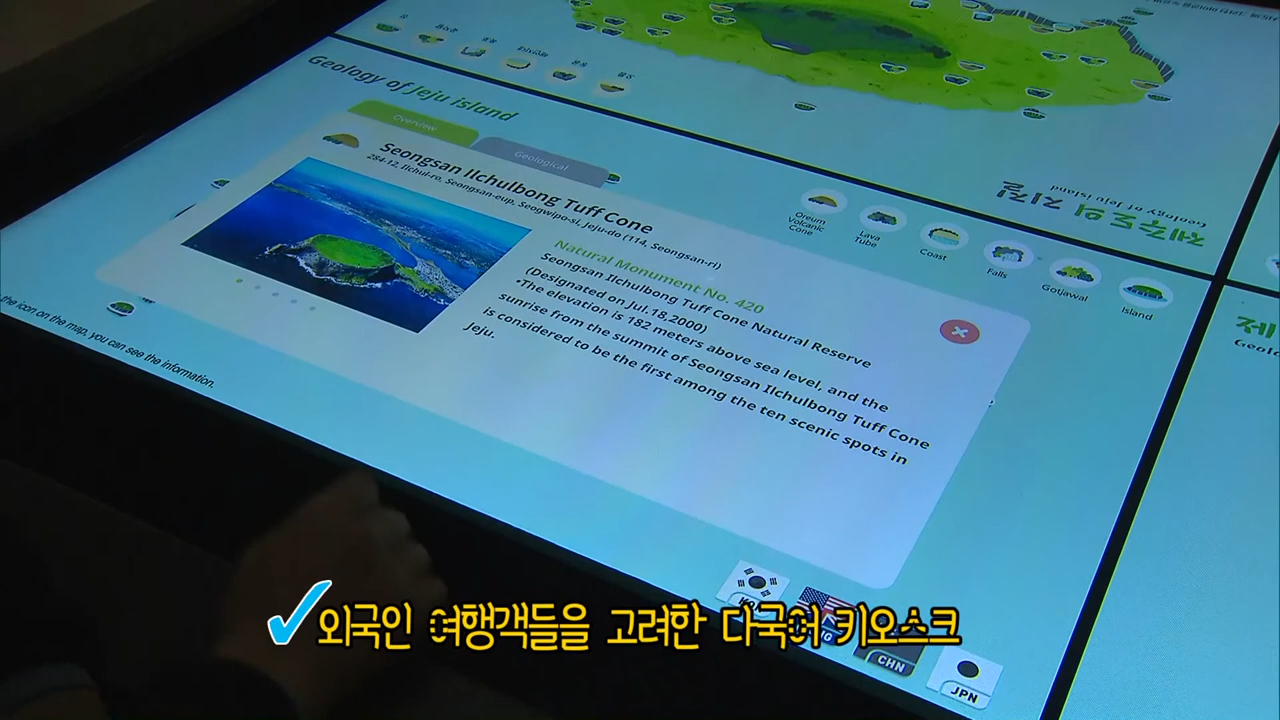 Geology of Jeju island
Overview
Geological
Seongsan Ilchulbong Tuff Cone
284-12, Ilchul-ro, Seongsan-eup, Seogwipo-si, Jeju-do (114, Seongsan-ri)
Natural Monument No. 420
Seongsan Ilchulbong Tuff Cone Natural Reserve
(Designated on Jul.18.2000)
•The elevation is 182 meters above sea level, and the
sunrise from the summit of Seongsan Ilchulbong Tuff Cone
is considered to be the first among the ten scenic spots in
Jeju.
Oreum
Volcanic
Cone
Lava
Tube
Coast
Falls
Gotjawal
Island
제주도의 지질
Geology of Jeju island
제
the icon on the map, you can see the information.
CHN
JPN
외국인 여행객들을 고려한 다국어 키오스크